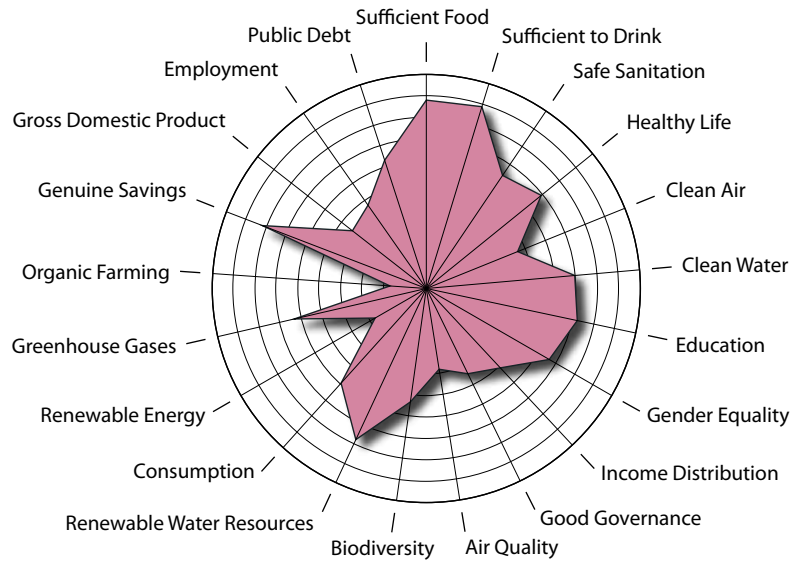 Sufficient Food
Sufficient to Drink
Safe Sanitation
Healthy Life
Clean Air
Clean Water
Education
Gender Equality
Income Distribution
Good Governance
Air Quality
Biodiversity
Renewable Water Resources
Consumption
Renewable Energy
Greenhouse Gases
Organic Farming
Genuine Savings
Gross Domestic Product
Employment
Public Debt